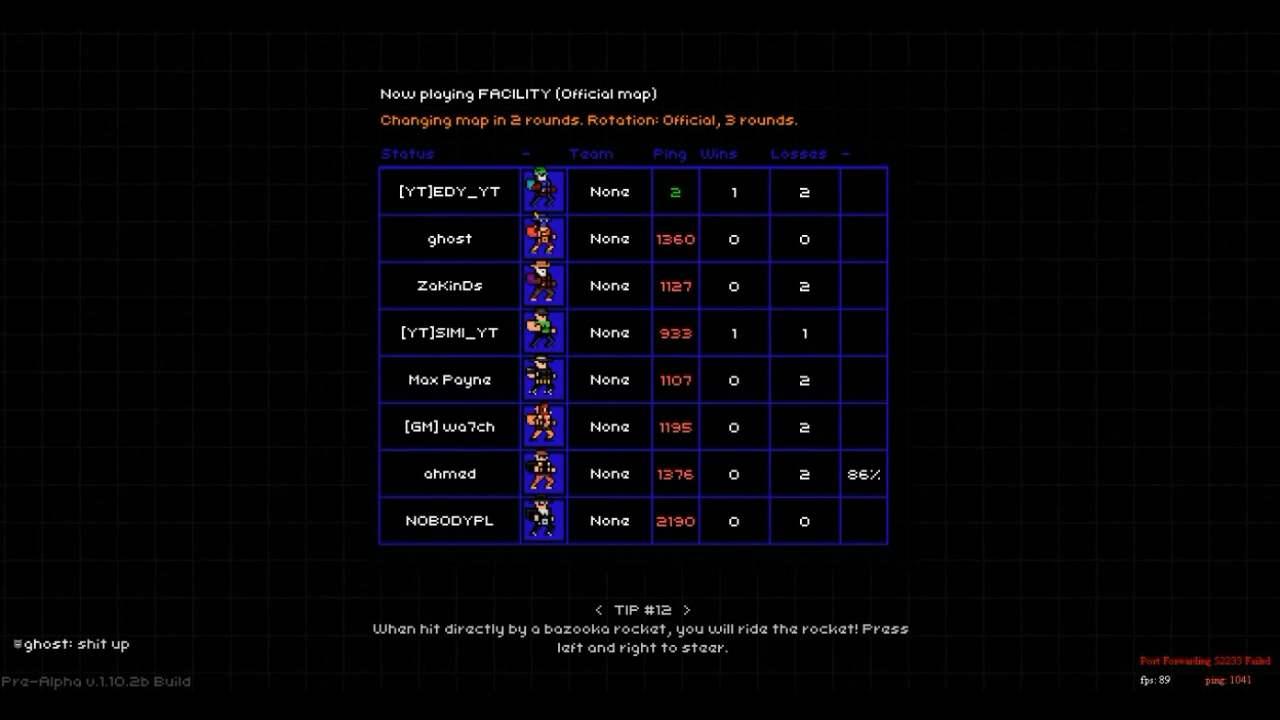 Now playing FACILITY (Official map)
Changing map in 2 rounds. Rotation: Official, 3 rounds.
Status - Team Ping Wins Losses -
[YT]EDY_YT None 2 1 2
ghost None 1360 0 0
ZaKinDs None 1127 0 2
[YT]SIMI_YT None 933 1 1
Max Payne None 1107 0 2
[GM] wa7ch None 1195 0 2
ahmed None 1376 0 2 86%
NOBODYPL None 2190 0 0
< TIP #12 >
When hit directly by a bazooka rocket, you will ride the rocket! Press
left and right to steer.
ghost: shit up
Pre-Alpha v.1.10.2b Build
Port Forwarding 52233 Failed
fps: 89 ping: 1041